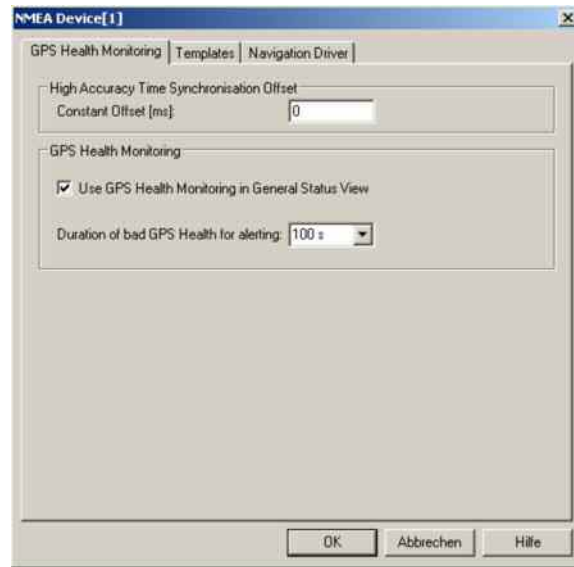 NMEA Device[1]
GPS Health Monitoring Templates Navigation Driver
High Accuracy Time Synchronisation Offset
Constant Offset [ms]: 0
GPS Health Monitoring
Use GPS Health Monitoring in General Status View
Duration of bad GPS Health for alerting: 100 s
OK Abbrechen Hilfe